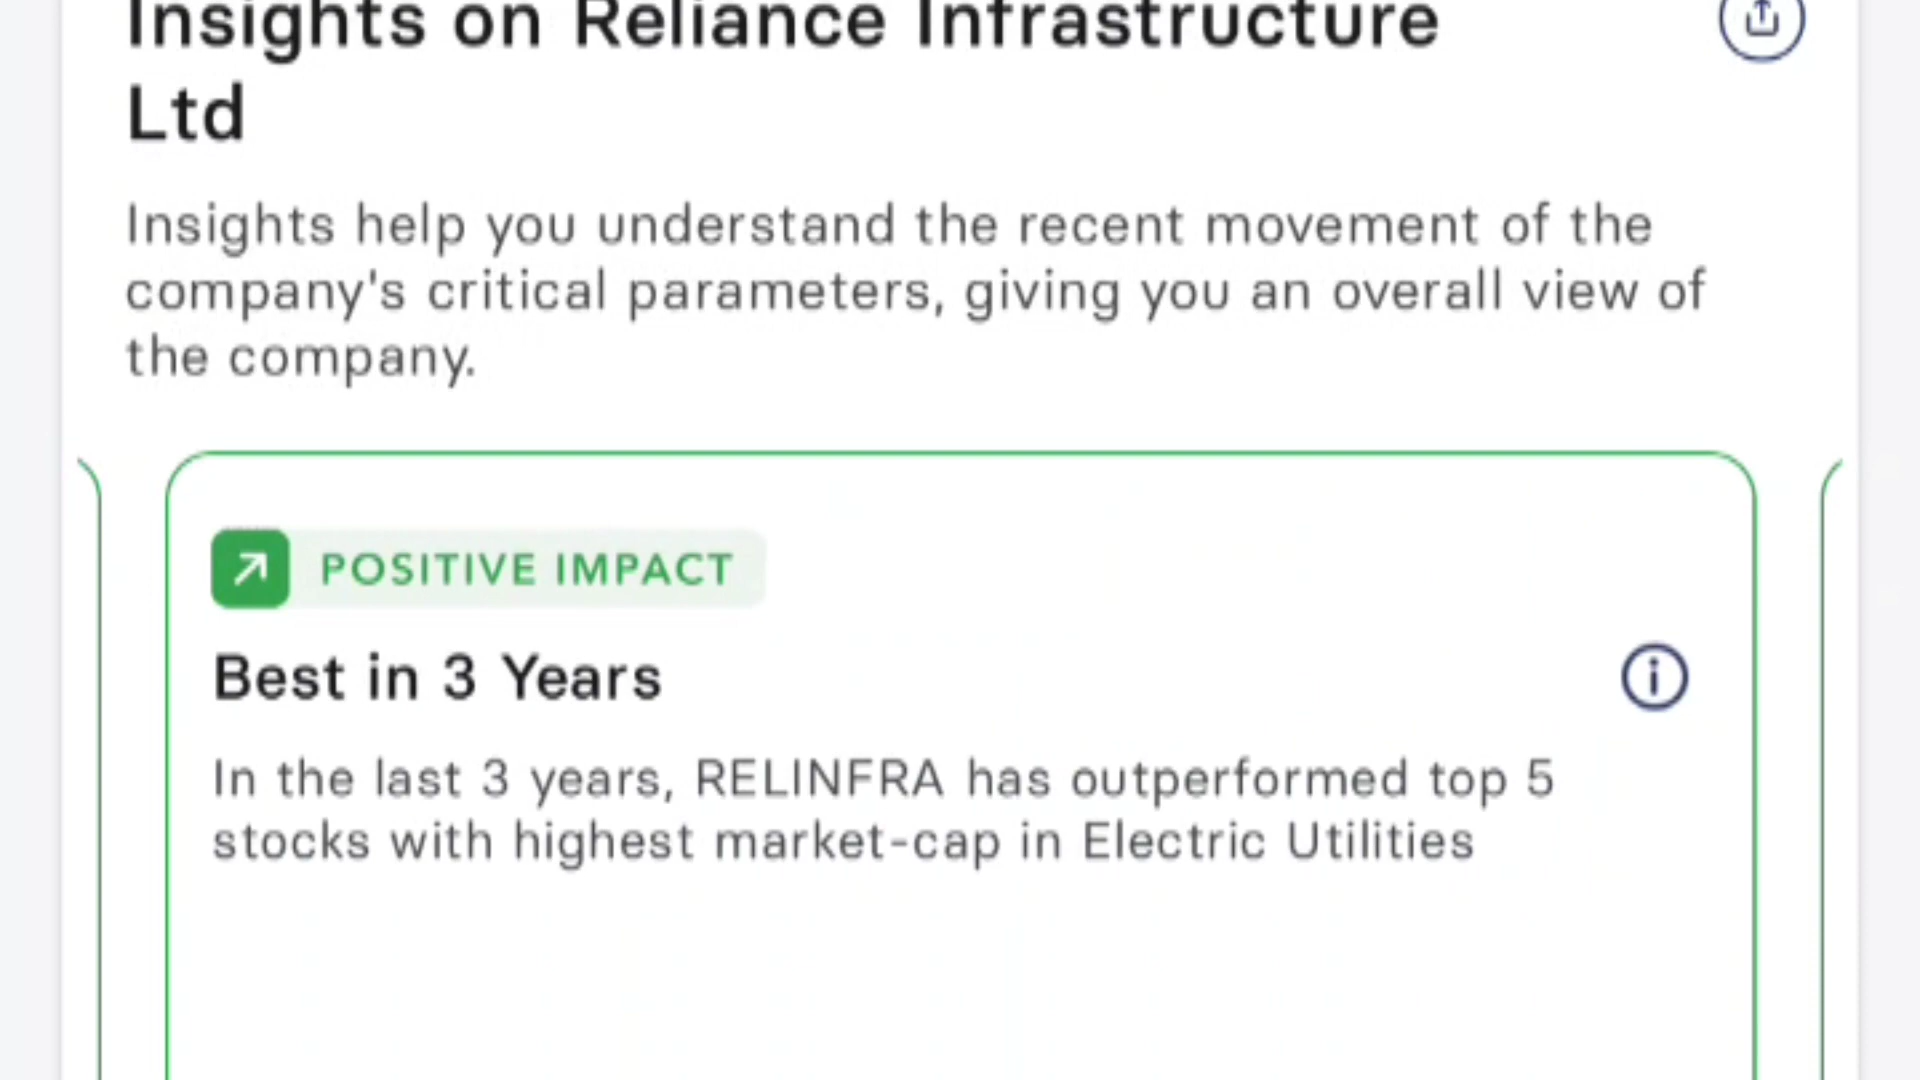 Insights on Reliance Infrastructure
Ltd
Insights help you understand the recent movement of the
company's critical parameters, giving you an overall view of
the company.
POSITIVE IMPACT
Best in 3 Years
In the last 3 years, RELINFRA has outperformed top 5
stocks with highest market-cap in Electric Utilities